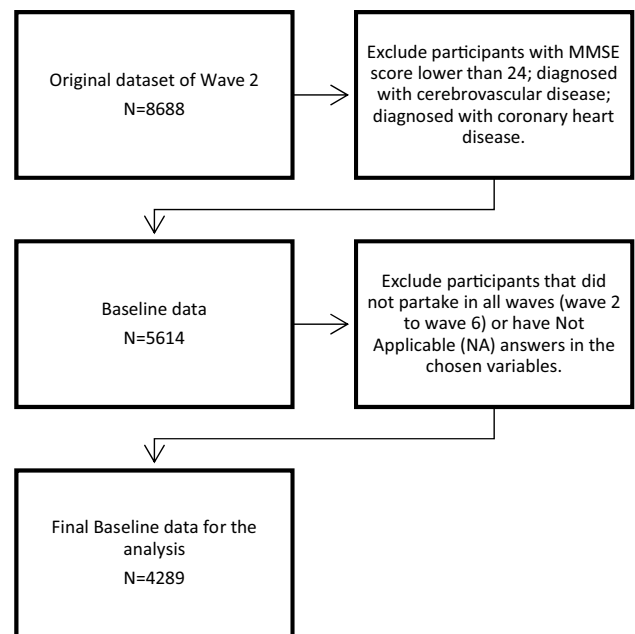 Original dataset of Wave 2
N=8688
Exclude participants with MMSE
score lower than 24; diagnosed
with cerebrovascular disease;
diagnosed with coronary heart
disease.
Baseline data
N=5614
Exclude participants that did
not partake in all waves (wave 2
to wave 6) or have Not
Applicable (NA) answers in the
chosen variables.
Final Baseline data for the
analysis
N=4289